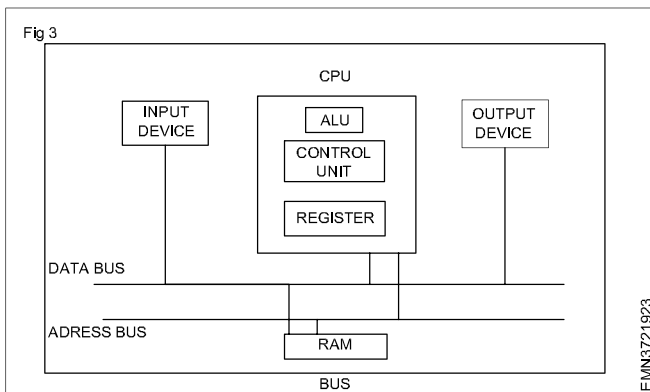 Fig 3
CPU
INPUT
DEVICE
ALU
CONTROL
UNIT
REGISTER
OUTPUT
DEVICE
DATA BUS
ADRESS BUS
RAM
BUS
EMN3721923